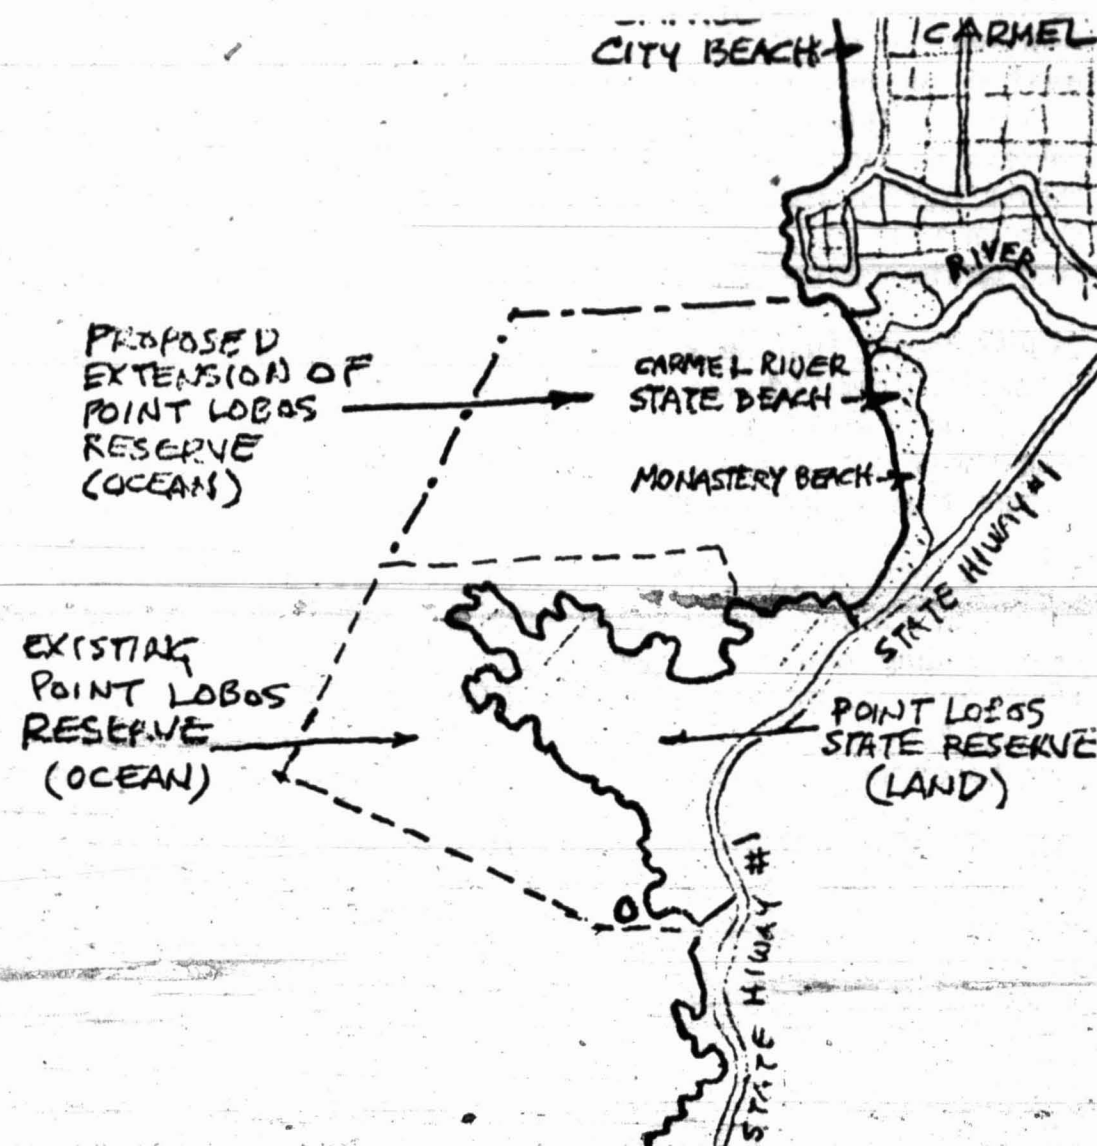 CITY BEACH
CARMEL
RIVER
PROPOSED
EXTENSION OF
POINT LOBOS
RESERVE
(OCEAN)
CARMEL RIVER
STATE BEACH
MONASTERY BEACH
STATE HIWAY #1
EXISTING
POINT LOBOS
RESERVE
(OCEAN)
POINT LOBOS
STATE RESERVE
(LAND)
STATE HIWAY #1